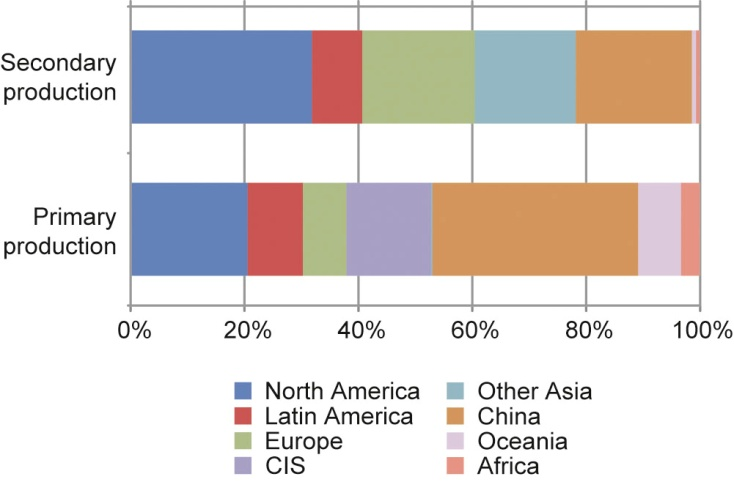 Secondary
production
Primary
production
0% 20% 40% 60% 80% 100%
North America
Latin America
Europe
CIS
Other Asia
China
Oceania
Africa